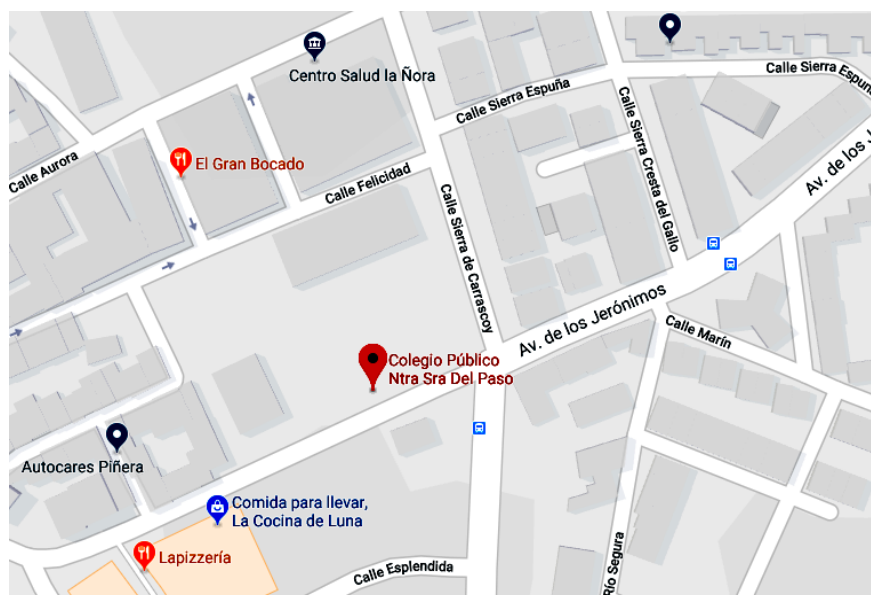 Centro Salud la Ñora
Calle Sierra Espuña
Calle Sierra Espuña
Calle Aurora
El Gran Bocado
Calle Felicidad
Calle Sierra Cresta del Gallo
Av. de los Je
Calle Sierra de Carrascoy
Av. de los Jerónimos
Calle Marín
Colegio Público
Ntra Sra Del Paso
Autocares Piñera
Comida para llevar,
La Cocina de Luna
Lapizzería
Calle Esplendida
Río Segura